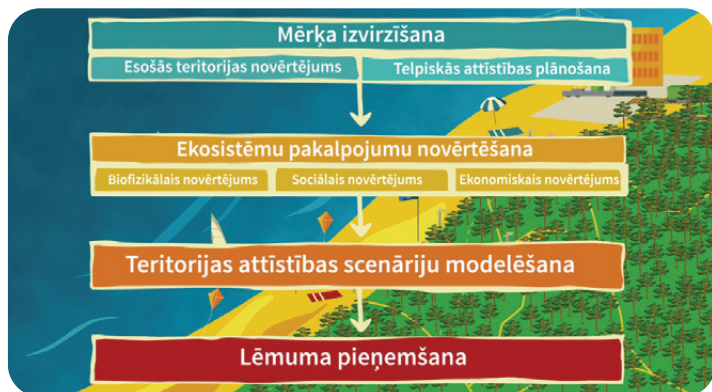 Mērķa izvirzīšana
Esošās teritorijas novērtējums
Telpiskās attīstības plānošana
Ekosistēmu pakalpojumu novērtēšana
Biofizikālais novērtējums
Sociālais novērtējums
Ekonomiskais novērtējums
Teritorijas attīstības scenāriju modelēšana
Lēmuma pieņemšana